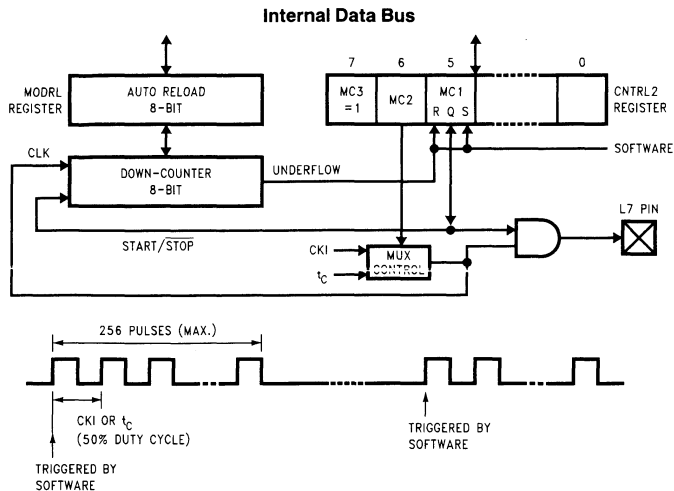 Internal Data Bus
7 6 5 0
MODRL
REGISTER
AUTO RELOAD
8-BIT
MC3
=1
MC2
MC1
R Q S
CNTRL2
REGISTER
CLK
DOWN-COUNTER
8-BIT
UNDERFLOW
SOFTWARE
START/STOP
L7 PIN
CKI
tC
MUX
CONTROL
256 PULSES (MAX.)
CKI OR tC
(50% DUTY CYCLE)
TRIGGERED BY
SOFTWARE
TRIGGERED BY
SOFTWARE